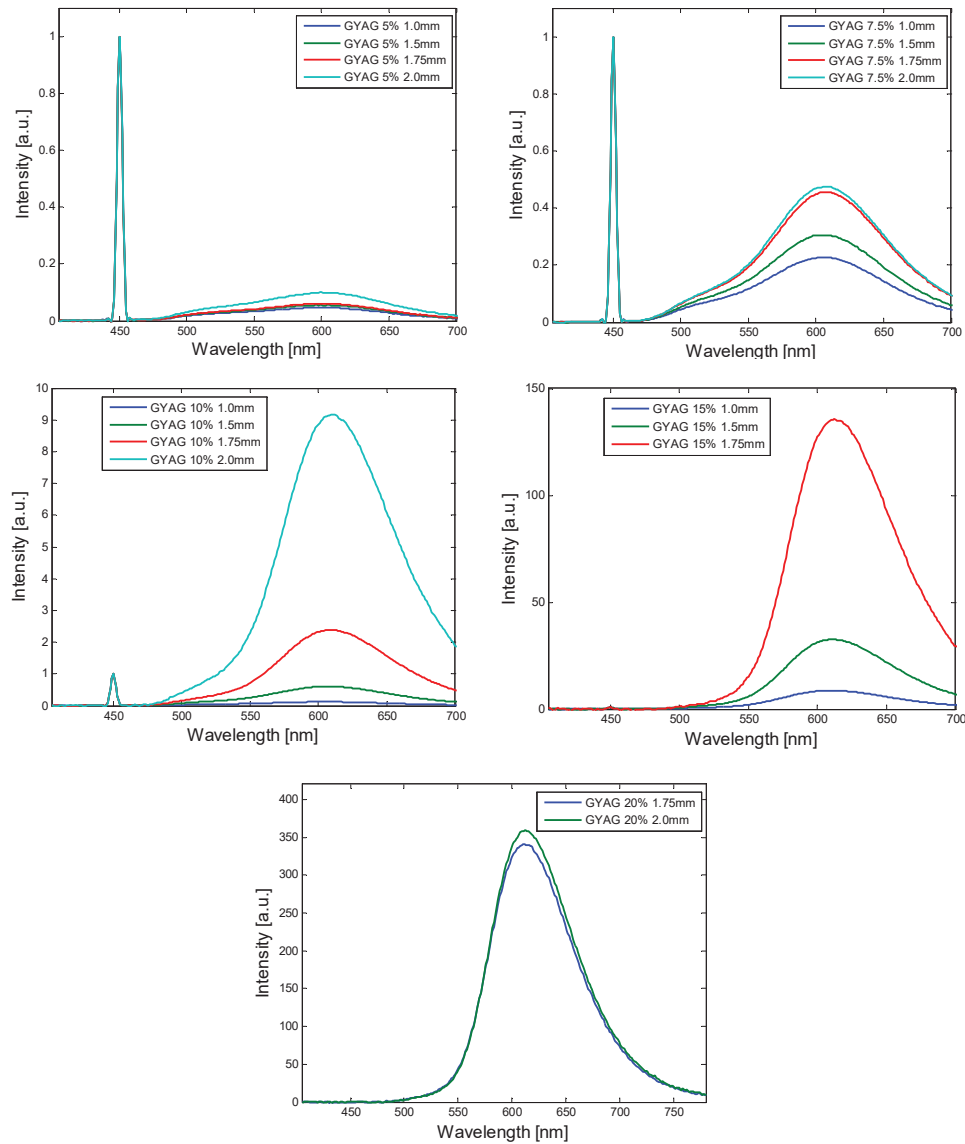 GYAG 5% 1.0mm
GYAG 5% 1.5mm
GYAG 5% 1.75mm
GYAG 5% 2.0mm
1
0.8
0.6
0.4
0.2
0
450 500 550 600 650 700
Intensity [a.u.]
Wavelength [nm]
GYAG 7.5% 1.0mm
GYAG 7.5% 1.5mm
GYAG 7.5% 1.75mm
GYAG 7.5% 2.0mm
1
0.8
0.6
0.4
0.2
0
450 500 550 600 650 700
Intensity [a.u.]
Wavelength [nm]
GYAG 10% 1.0mm
GYAG 10% 1.5mm
GYAG 10% 1.75mm
GYAG 10% 2.0mm
10
9
8
7
6
5
4
3
2
1
0
450 500 550 600 650 700
Intensity [a.u.]
Wavelength [nm]
GYAG 15% 1.0mm
GYAG 15% 1.5mm
GYAG 15% 1.75mm
150
100
50
0
450 500 550 600 650 700
Intensity [a.u.]
Wavelength [nm]
GYAG 20% 1.75mm
GYAG 20% 2.0mm
400
350
300
250
200
150
100
50
0
450 500 550 600 650 700 750
Intensity [a.u.]
Wavelength [nm]